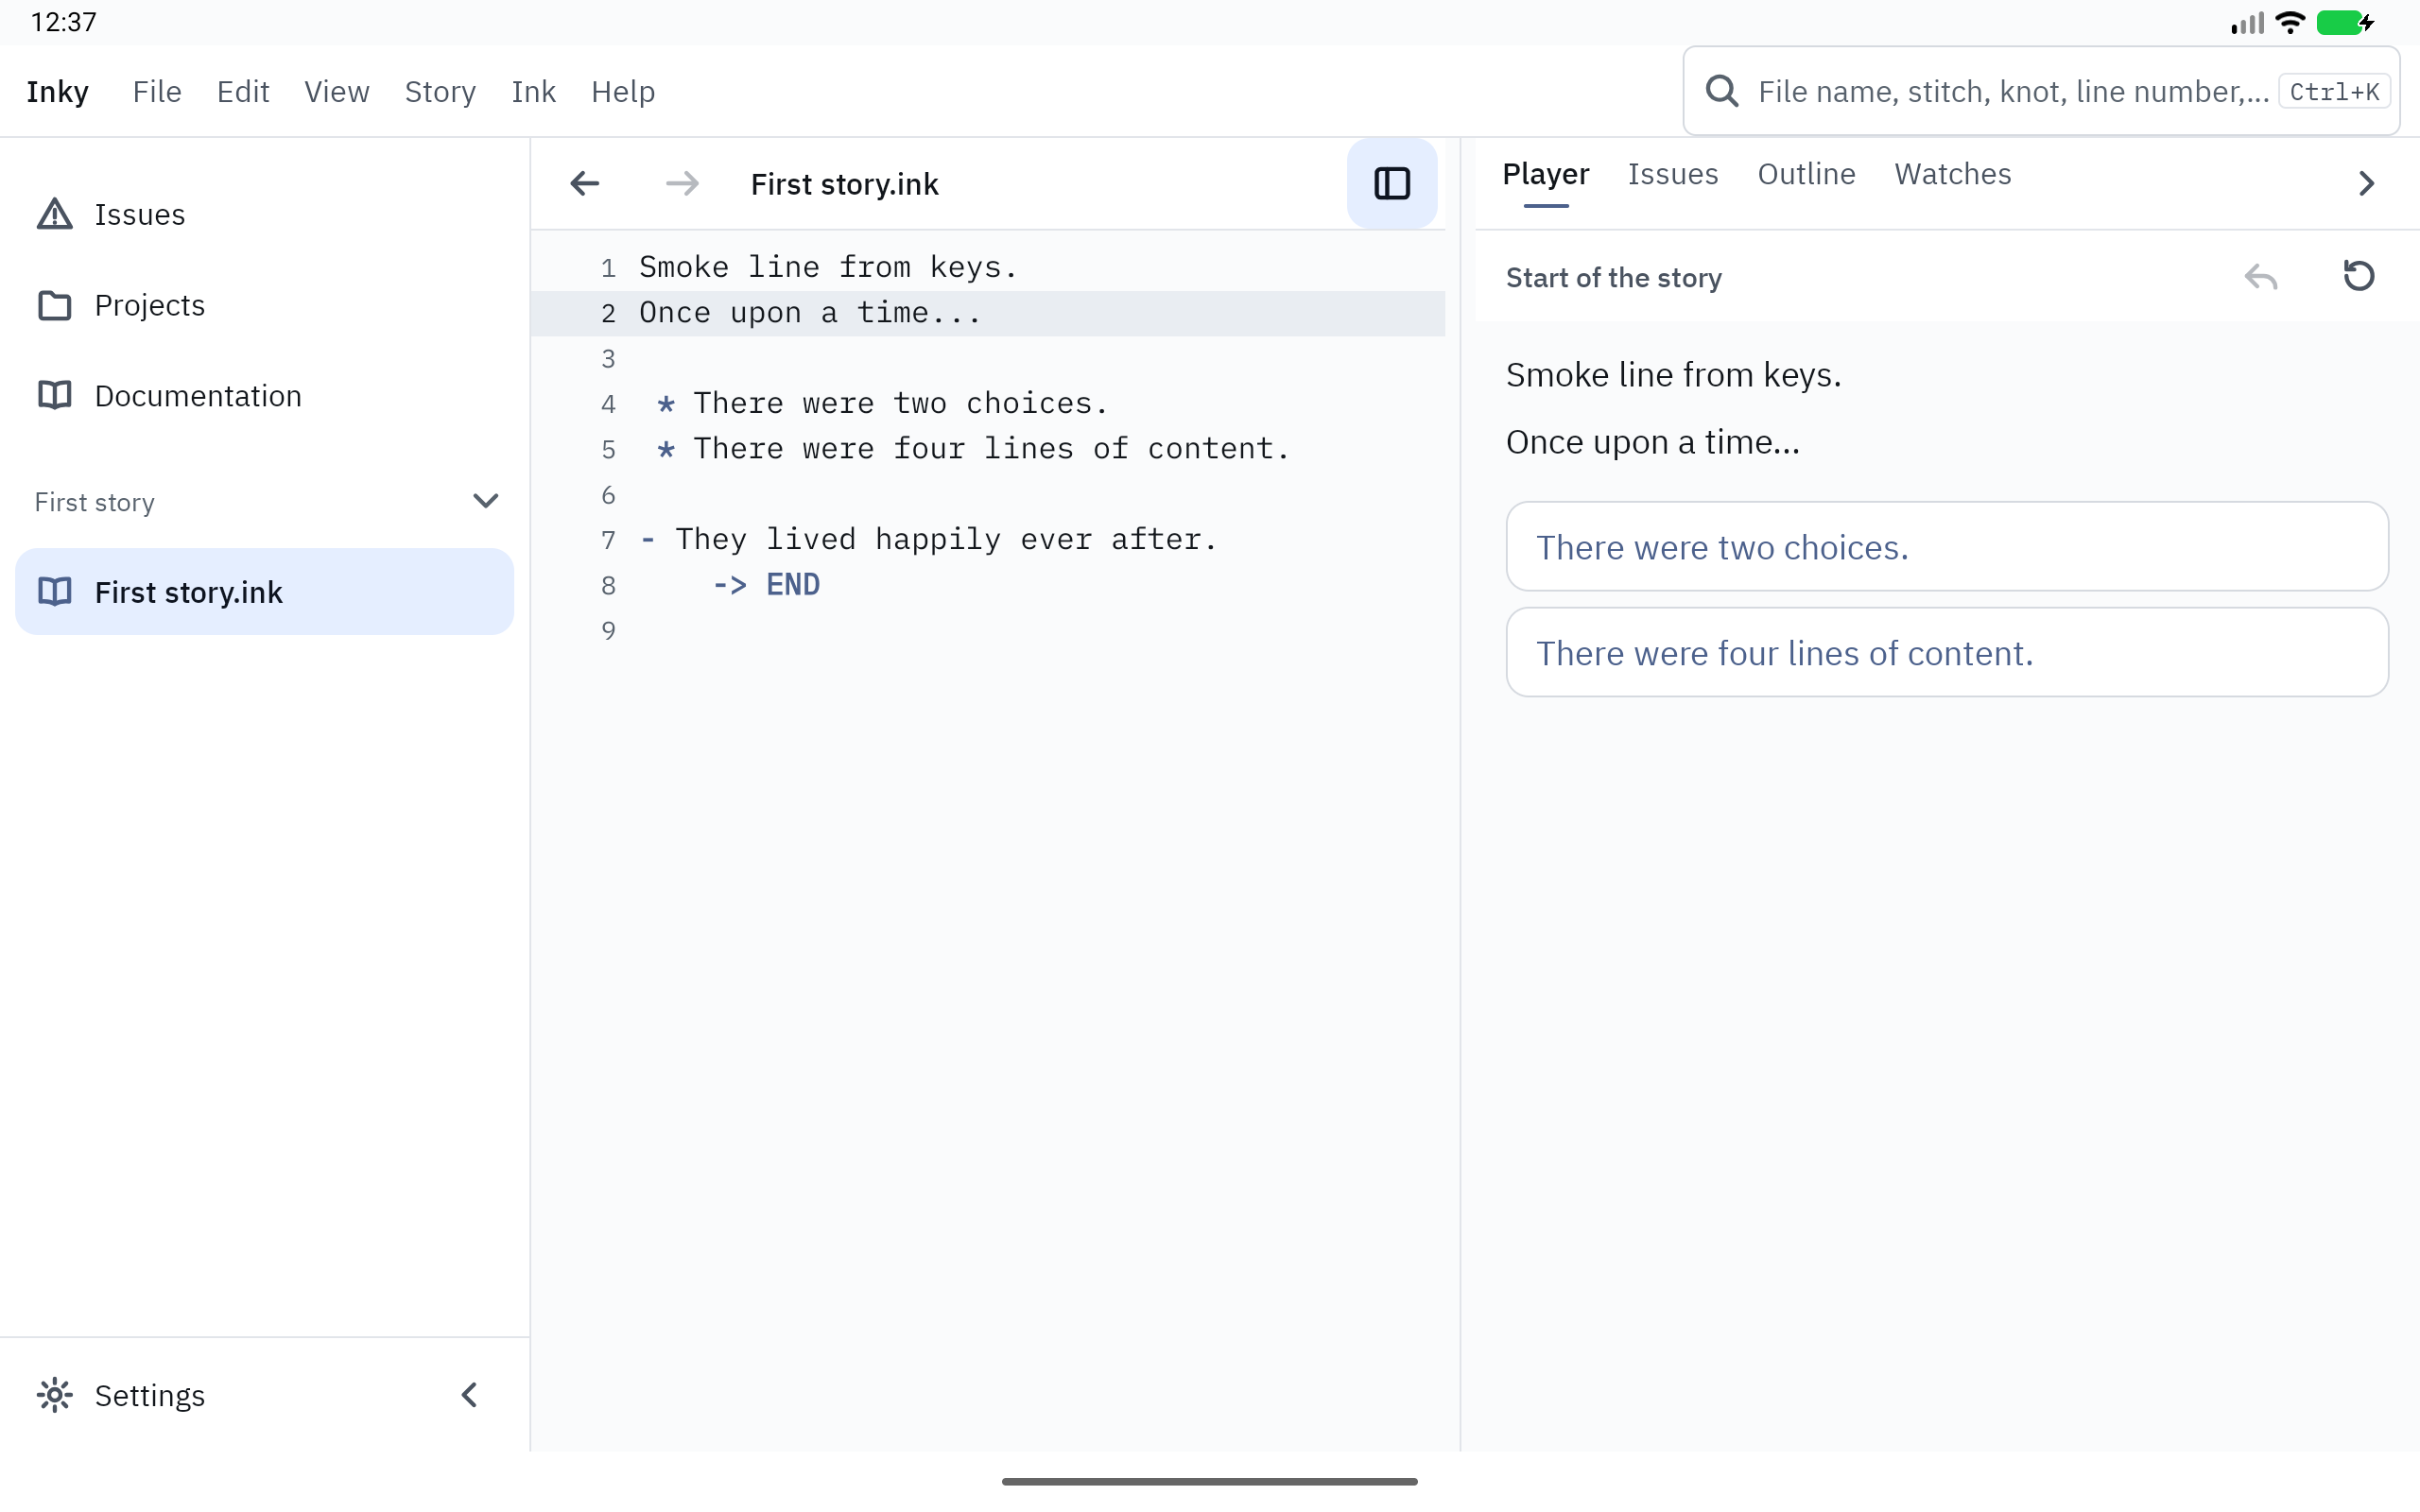 12:37
Inky File Edit View Story Ink Help
File name, stitch, knot, line number,... Ctrl+K
Issues
Projects
Documentation
First story
First story.ink
Settings
First story.ink
1 Smoke line from keys.
2 Once upon a time...
3
4 * There were two choices.
5 * There were four lines of content.
6
7 - They lived happily ever after.
8 -> END
9
Player Issues Outline Watches
Start of the story
Smoke line from keys.
Once upon a time...
There were two choices.
There were four lines of content.